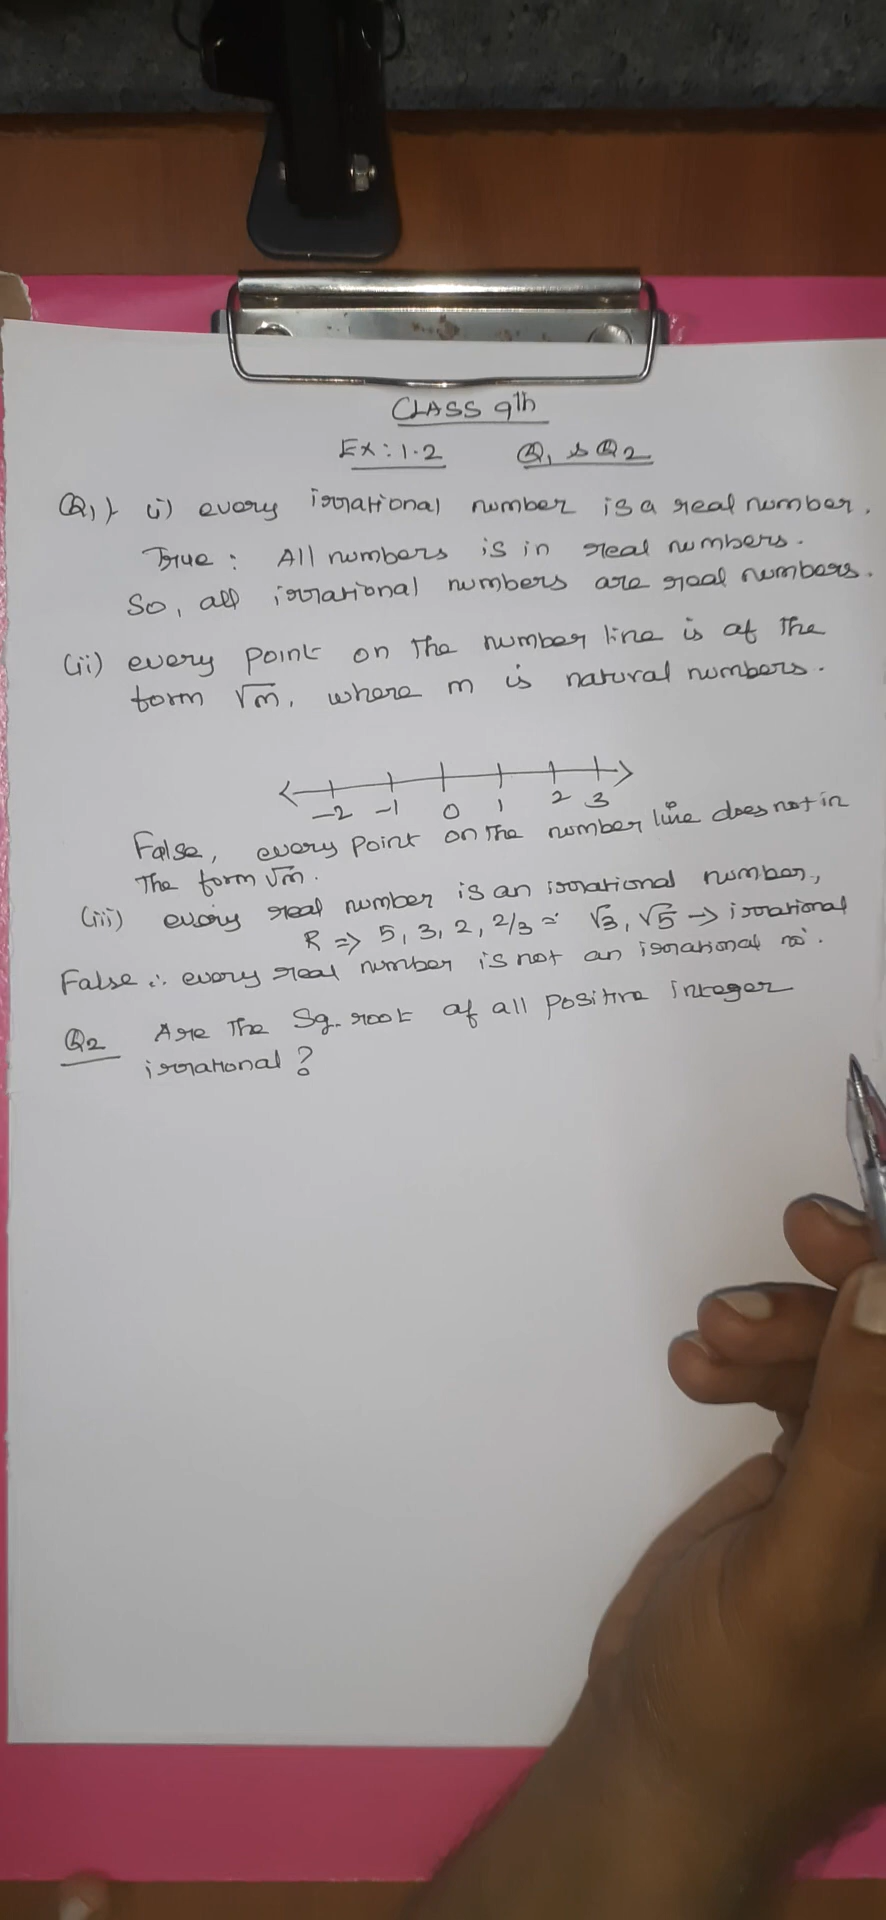 CLASS 9th
Ex: 1.2 Q1 & Q2
Q1) (i) every irrational number is a real number.
True: All numbers is in real numbers.
So, all irrational numbers are real numbers.
(ii) every point on the number line is of the
form √m, where m is natural numbers.
-2 -1 0 1 2 3
False, every point on the number line does not in
the form √m.
(iii) every real number is an irrational number,
R => 5, 3, 2, 2/3 = √3, √5 → irrational
False ∴ every real number is not an irrational no.
Q2 Are the Sq. root of all positive integer
irrational?